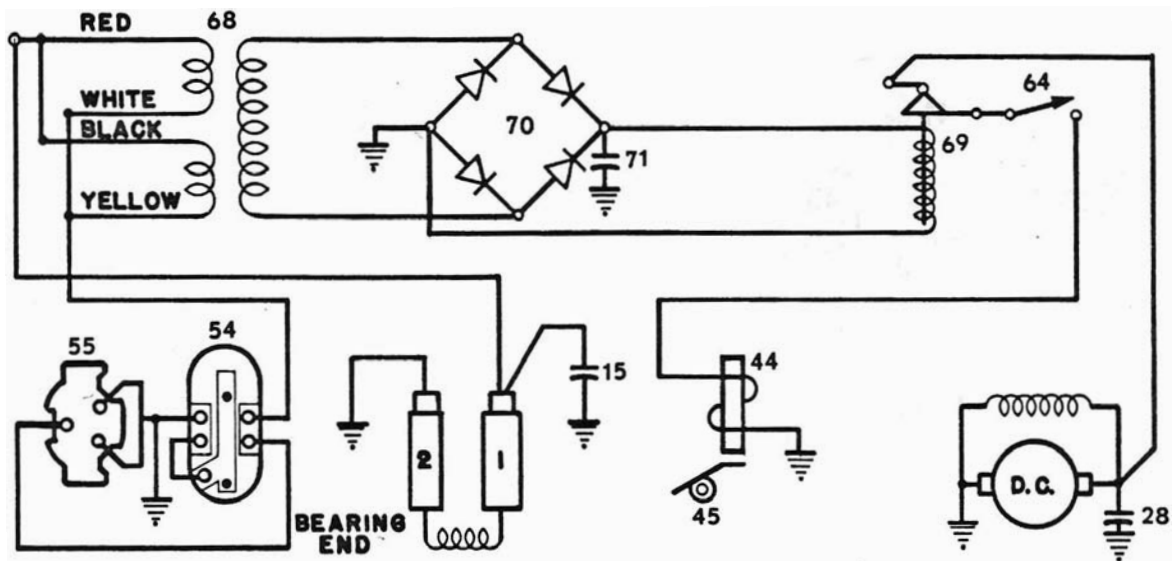 RED
68
WHITE
BLACK
YELLOW
70
71
64
69
55
54
15
44
2
1
45
D.C.
28
BEARING
END